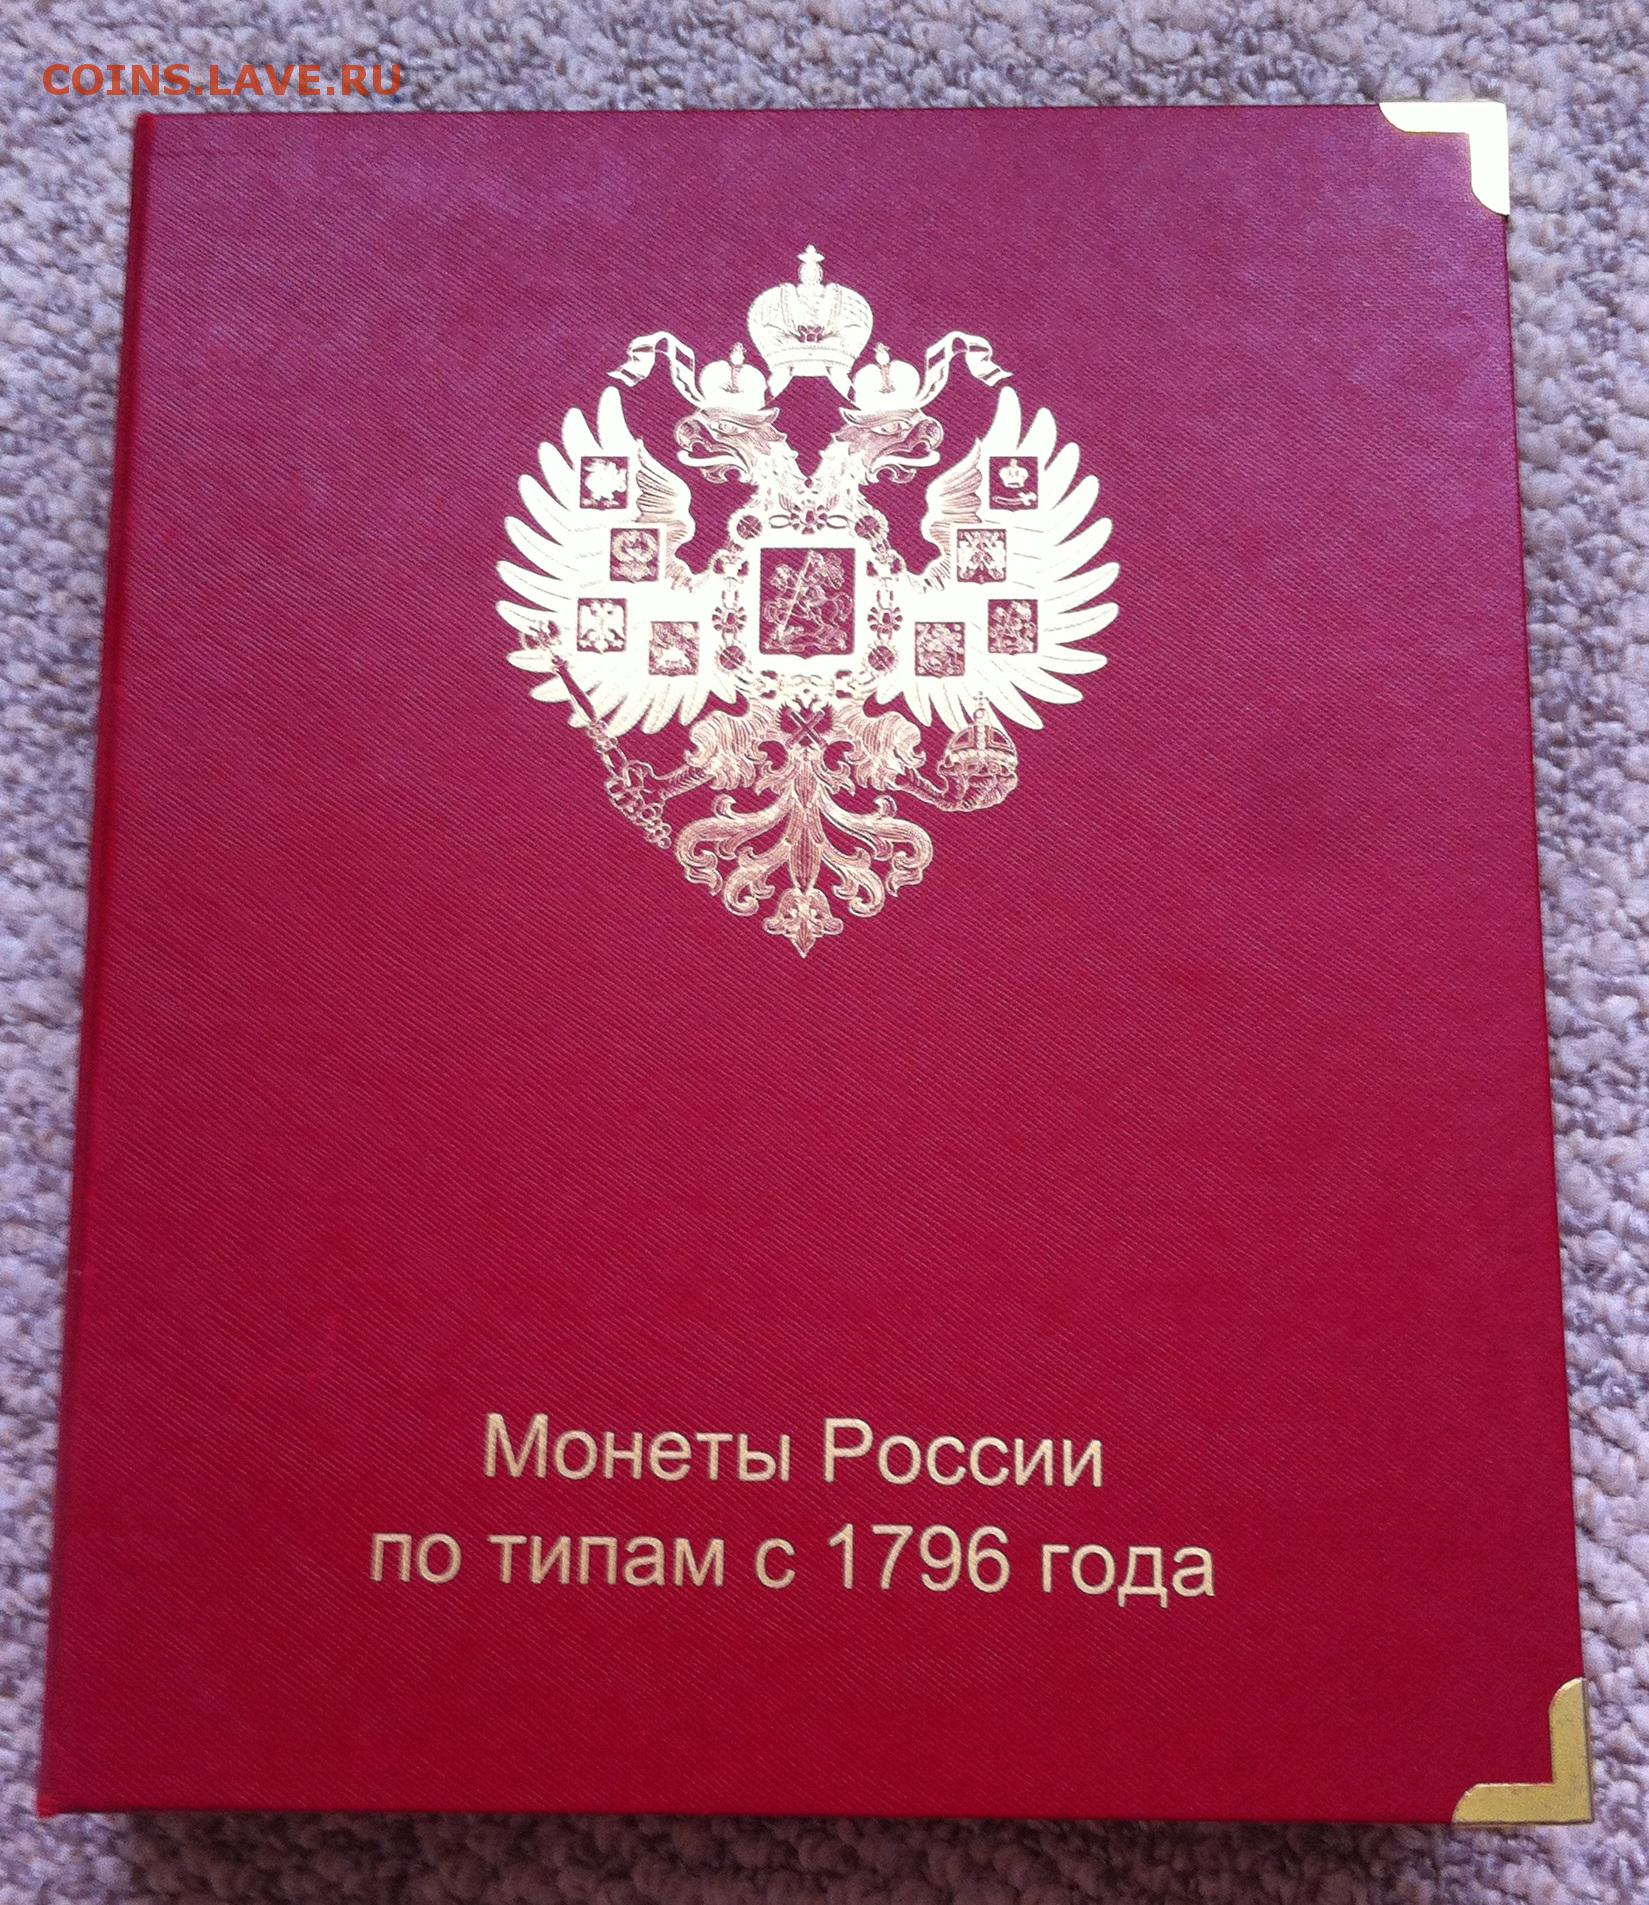 COINS.LAVE.RU
Монеты России
по типам с 1796 года